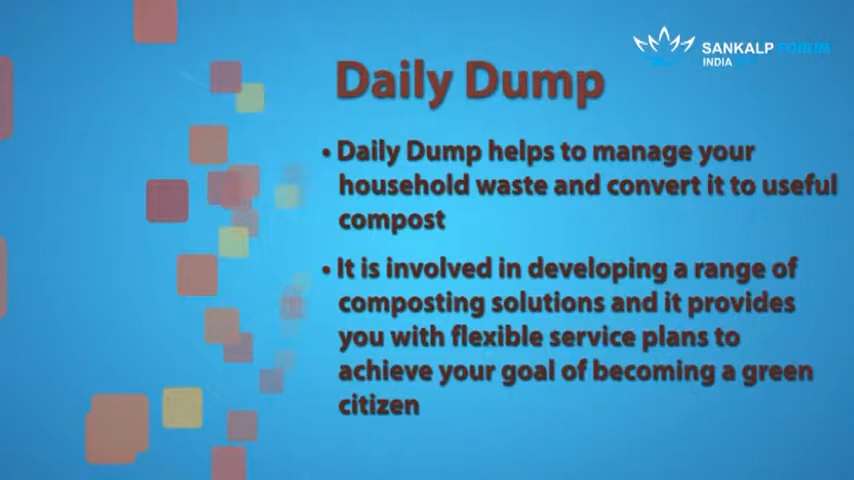 SANKALP FORUM
INDIA
Daily Dump
• Daily Dump helps to manage your
household waste and convert it to useful
compost
• It is involved in developing a range of
composting solutions and it provides
you with flexible service plans to
achieve your goal of becoming a green
citizen